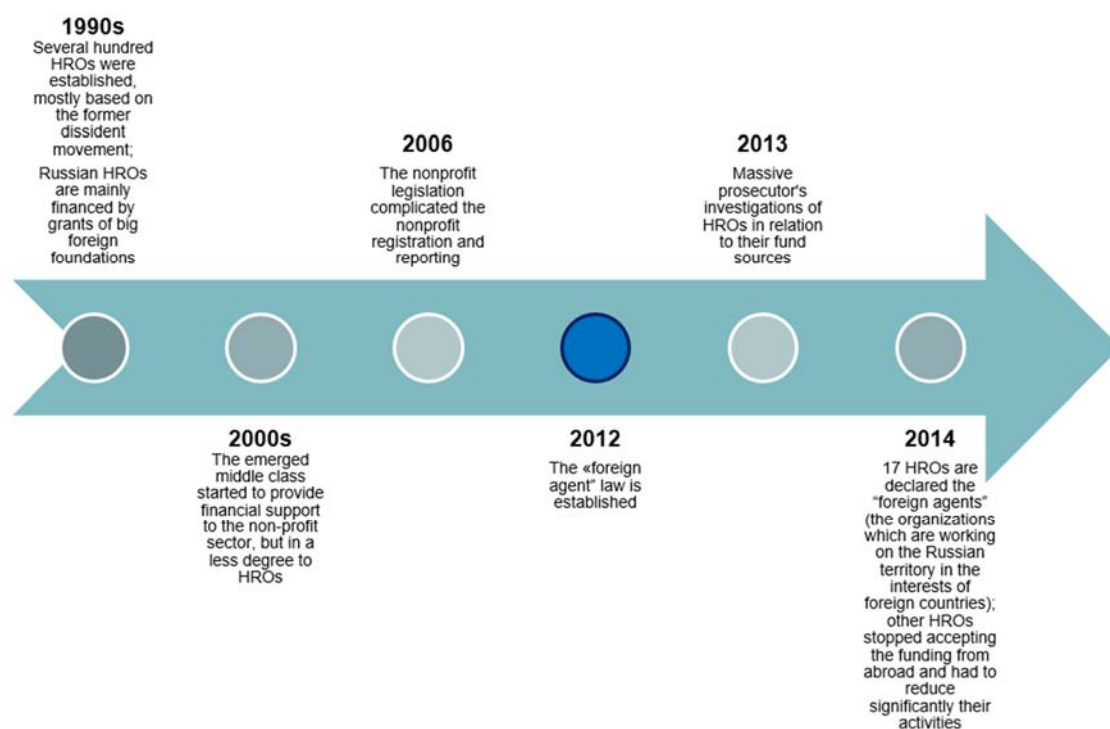 1990s
Several hundred
HROs were
established,
mostly based on
the former
dissident
movement;
Russian HROs
are mainly
financed by
grants of big
foreign
foundations
2000s
The emerged
middle class
started to provide
financial support
to the non-profit
sector, but in a
less degree to
HROs
2006
The nonprofit
legislation
complicated the
nonprofit
registration and
reporting
2012
The «foreign
agent” law is
established
2013
Massive
prosecutor's
investigations of
HROs in relation
to their fund
sources
2014
17 HROs are
declared the
“foreign agents”
(the organizations
which are working
on the Russian
territory in the
interests of
foreign countries);
other HROs
stopped accepting
the funding from
abroad and had to
reduce
significantly their
activities